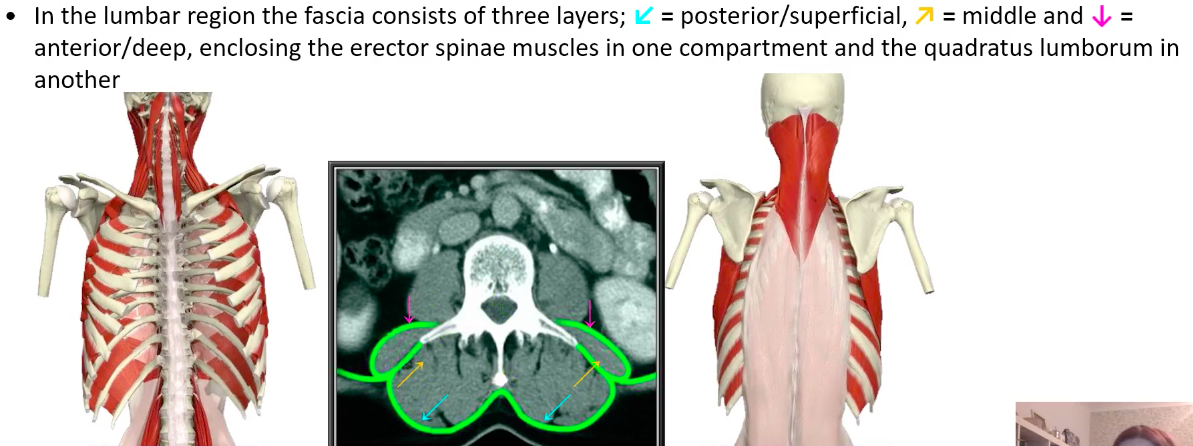 • In the lumbar region the fascia consists of three layers; ↙ = posterior/superficial, ↗ = middle and ↓ =
anterior/deep, enclosing the erector spinae muscles in one compartment and the quadratus lumborum in
another